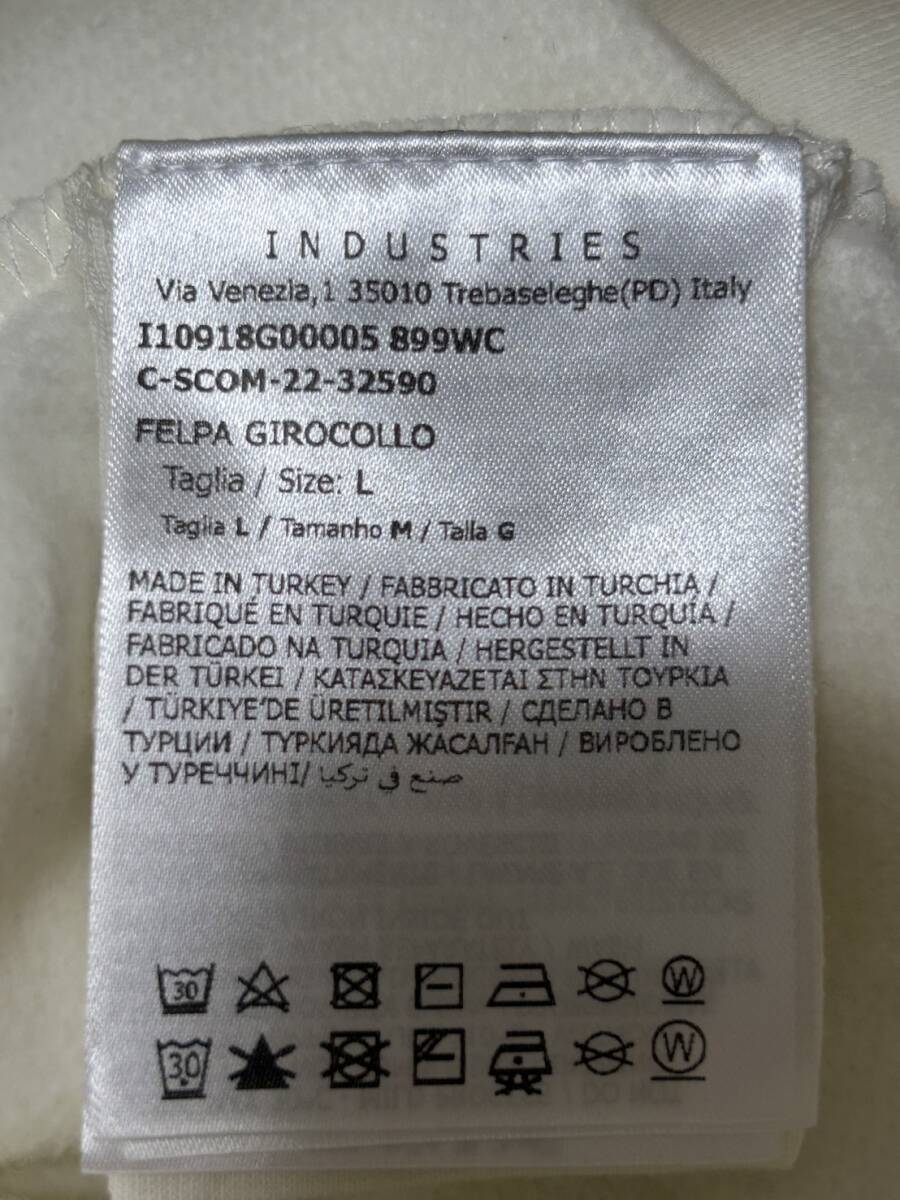 INDUSTRIES
Via Venezia,1 35010 Trebaseleghe(PD) Italy
I10918G00005 899WC
C-SCOM-22-32590
FELPA GIROCOLLO
Taglia / Size: L
Taglia L / Tamanho M / Talla G
MADE IN TURKEY / FABBRICATO IN TURCHIA /
FABRIQUÉ EN TURQUIE / HECHO EN TURQUÍA /
FABRICADO NA TURQUIA / HERGESTELLT IN
DER TÜRKEI / ΚΑΤΑΣΚΕΥΑΖΕΤΑΙ ΣΤΗΝ ΤΟΥΡΚΙΑ
/ TÜRKIYE'DE ÜRETILMIŞTIR / СДЕЛАНО В
ТУРЦИИ / ТҮРКИЯДА ЖАСАЛҒАН / ВИРОБЛЕНО
У ТУРЕЧЧИНІ/ صنع في تركيا
30 W
30 W